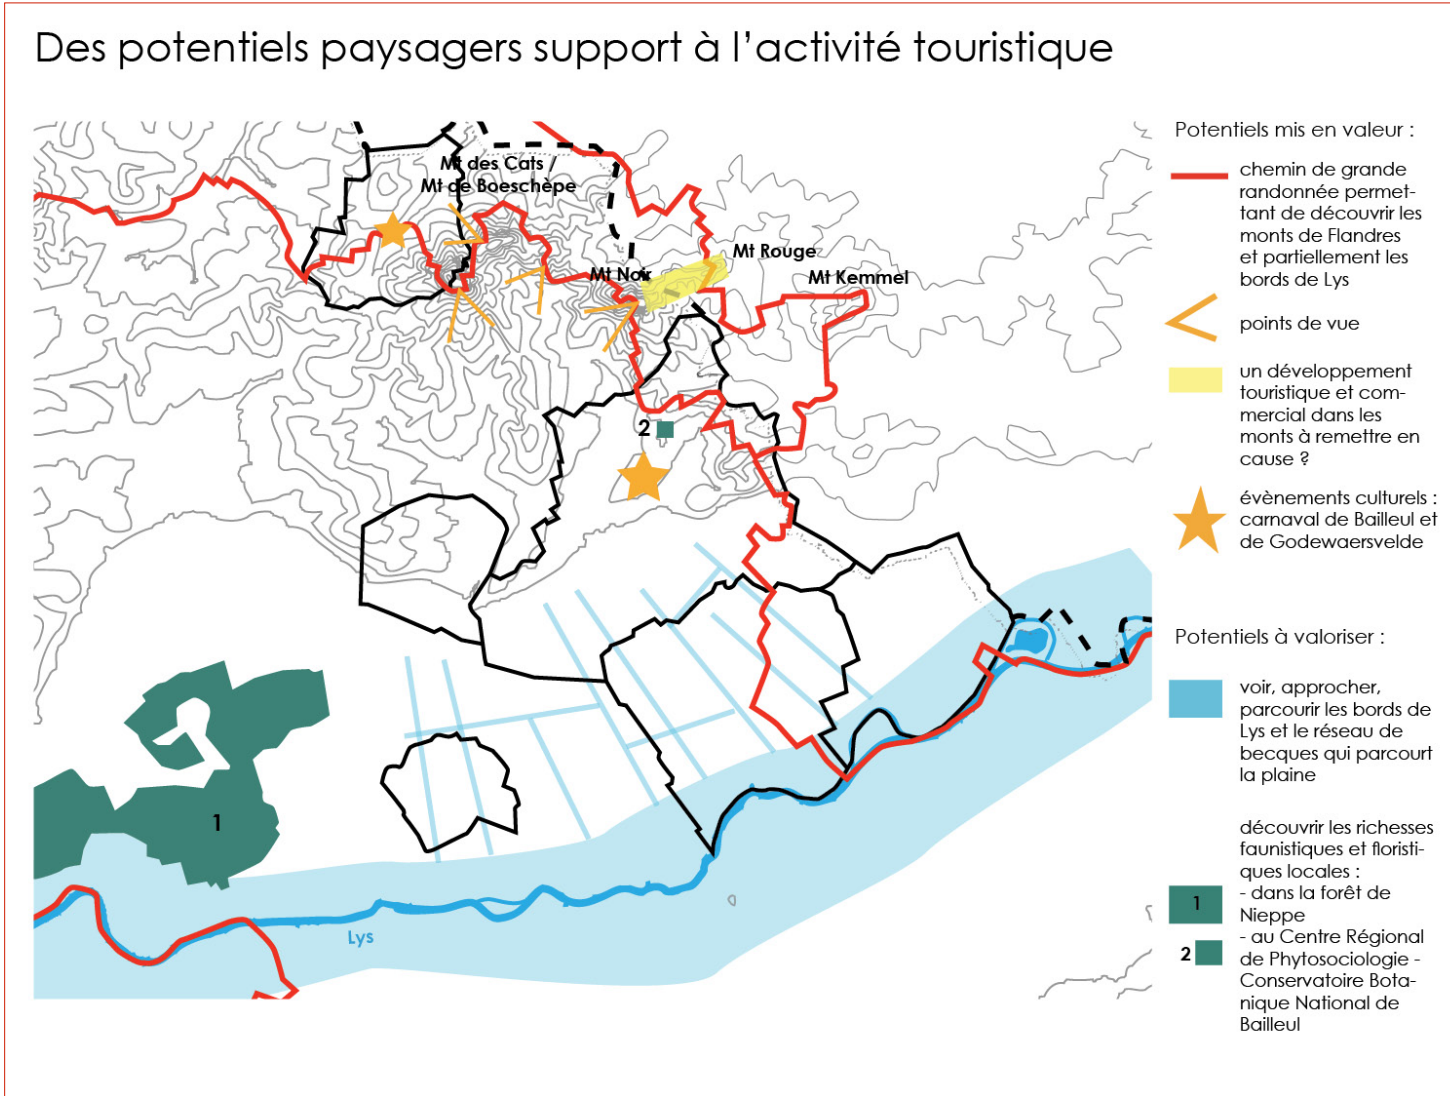 Des potentiels paysagers support à l'activité touristique
Mt des Cats /
Mt de Boeschèpe
Mt Noir
Mt Rouge
Mt Kemmel
2
1
Lys
Potentiels mis en valeur :
chemin de grande
randonnée permet-
tant de découvrir les
monts de Flandres
et partiellement les
bords de Lys
points de vue
un développement
touristique et com-
mercial dans les
monts à remettre en
cause ?
évènements culturels :
carnaval de Bailleul et
de Godewaersvelde
Potentiels à valoriser :
voir, approcher,
parcourir les bords de
Lys et le réseau de
becques qui parcourt
la plaine
découvrir les richesses
faunistiques et floristi-
ques locales :
1
- dans la forêt de
Nieppe
2
- au Centre Régional
de Phytosociologie -
Conservatoire Bota-
nique National de
Bailleul